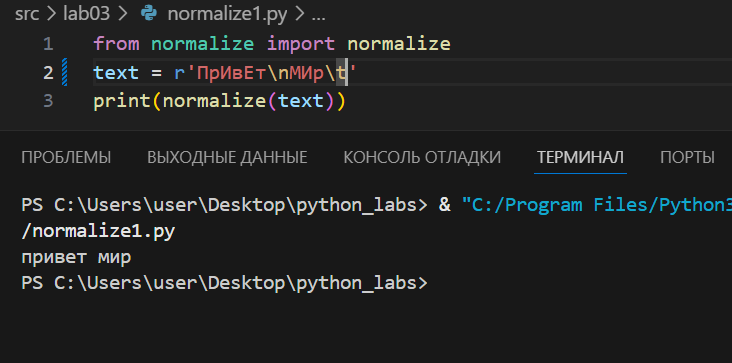 src > lab03 > normalize1.py > ...
1 from normalize import normalize
2 text = r'ПрИвЕт\nМИр\t'
3 print(normalize(text))
ПРОБЛЕМЫ ВЫХОДНЫЕ ДАННЫЕ КОНСОЛЬ ОТЛАДКИ ТЕРМИНАЛ ПОРТЫ
PS C:\Users\user\Desktop\python_labs> & "C:/Program Files/Python3
/normalize1.py
привет мир
PS C:\Users\user\Desktop\python_labs>